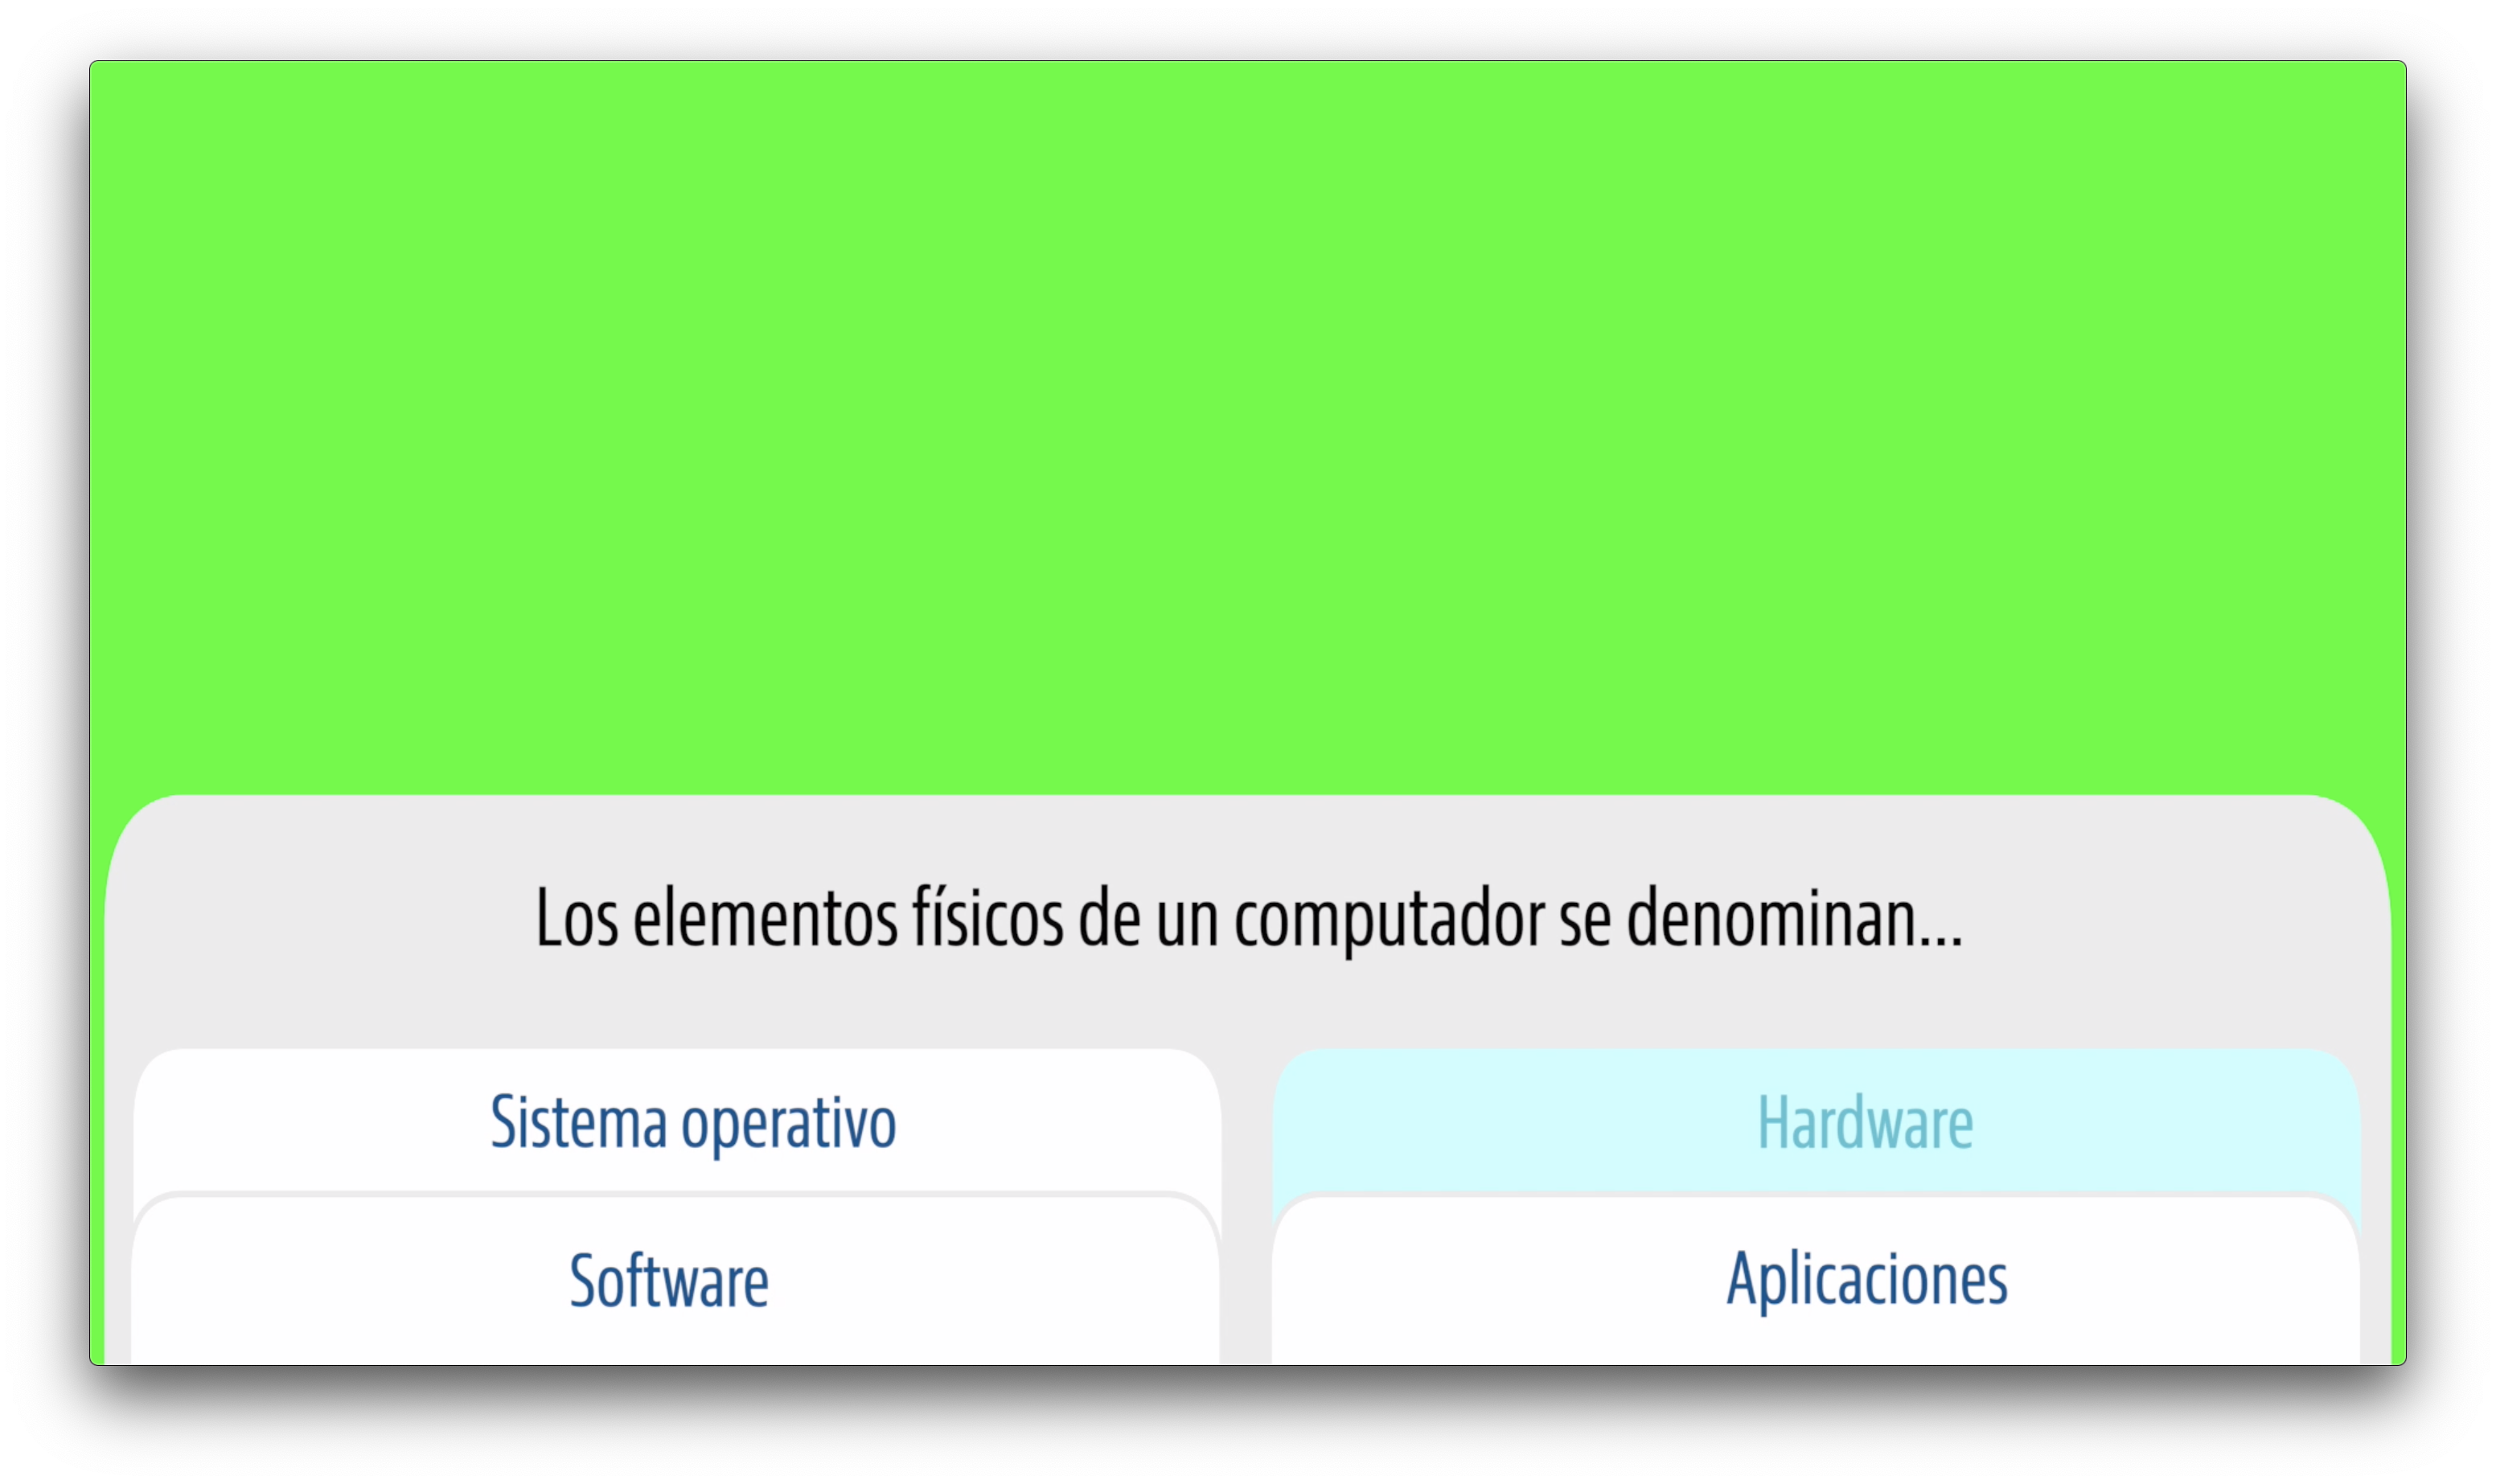 Los elementos físicos de un computador se denominan...
Sistema operativo
Hardware
Software
Aplicaciones